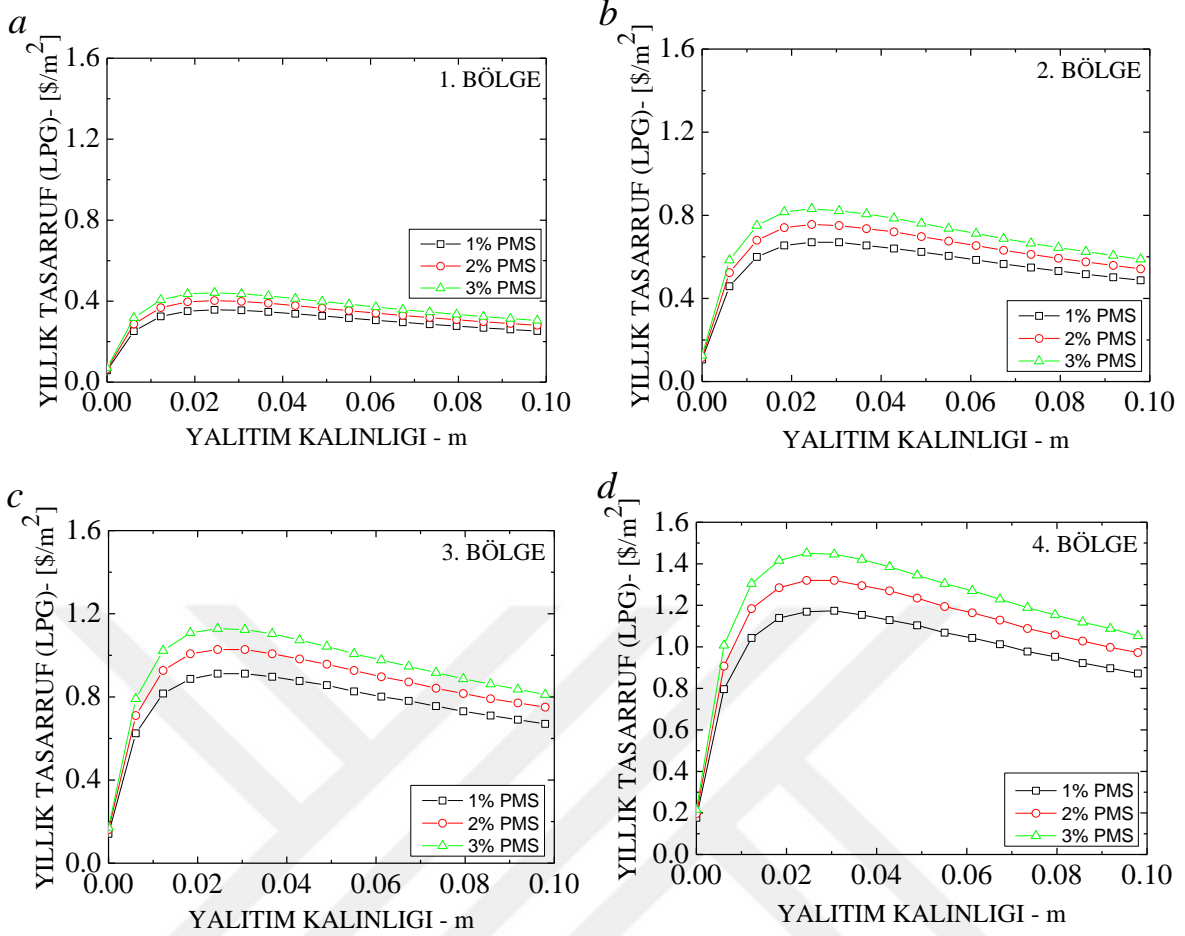 a
YILLIK TASARRUF (LPG)- [$/m²]
1.6
1.2
0.8
0.4
0.0
1. BÖLGE
1% PMS
2% PMS
3% PMS
0.00 0.02 0.04 0.06 0.08 0.10
YALITIM KALINLIGI - m
b
YILLIK TASARRUF (LPG)- [$/m²]
1.6
1.2
0.8
0.4
0.0
2. BÖLGE
1% PMS
2% PMS
3% PMS
0.00 0.02 0.04 0.06 0.08 0.10
YALITIM KALINLIGI - m
c
YILLIK TASARRUF (LPG)- [$/m²]
1.6
1.2
0.8
0.4
0.0
3. BÖLGE
1% PMS
2% PMS
3% PMS
0.00 0.02 0.04 0.06 0.08 0.10
YALITIM KALINLIGI - m
d
YILLIK TASARRUF (LPG)- [$/m²]
1.6
1.4
1.2
1.0
0.8
0.6
0.4
0.2
0.0
4. BÖLGE
1% PMS
2% PMS
3% PMS
0.00 0.02 0.04 0.06 0.08 0.10
YALITIM KALINLIGI - m